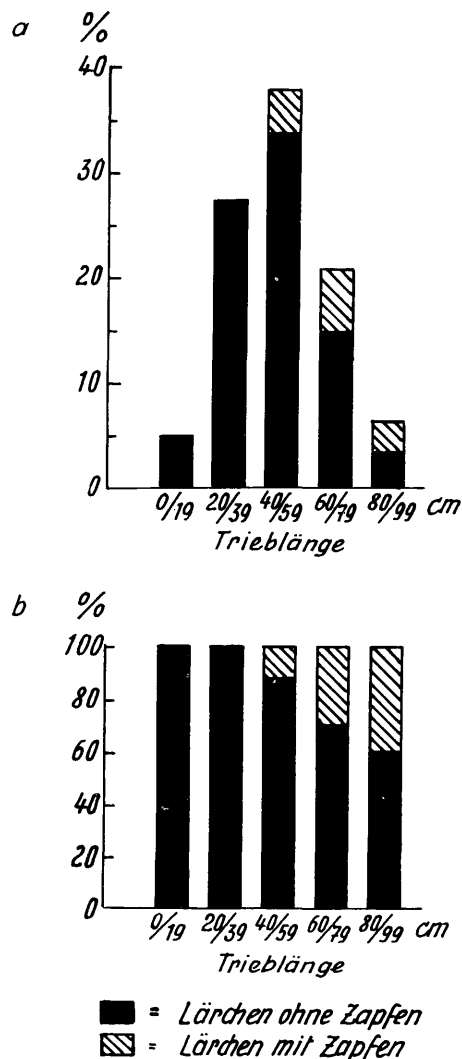 a %
40
30
20
10
0
0/19 20/39 40/59 60/79 80/99 cm
Trieblänge
b %
100
80
60
40
20
0
0/19 20/39 40/59 60/79 80/99 cm
Trieblänge
= Lärchen ohne Zapfen
= Lärchen mit Zapfen